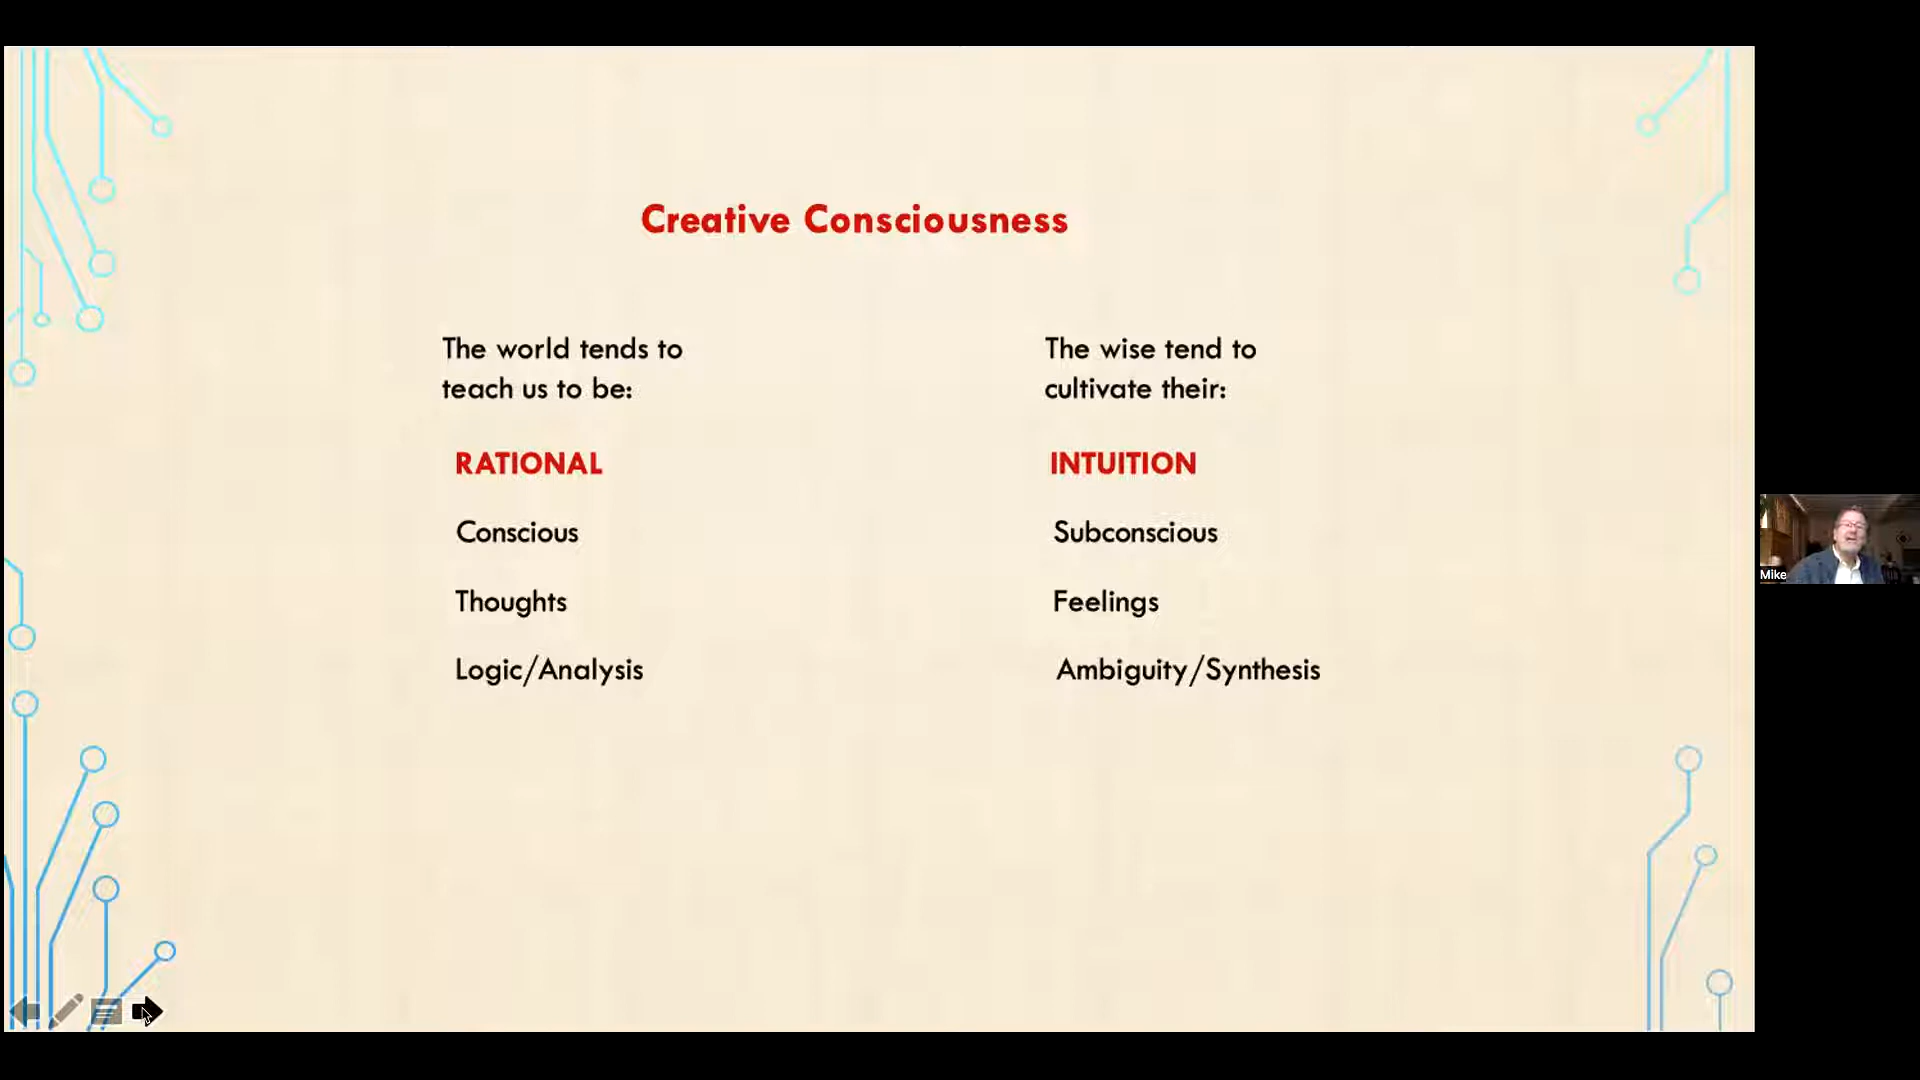 Creative Consciousness
The world tends to
teach us to be:
RATIONAL
Conscious
Thoughts
Logic/Analysis
The wise tend to
cultivate their:
INTUITION
Subconscious
Feelings
Ambiguity/Synthesis
Mike